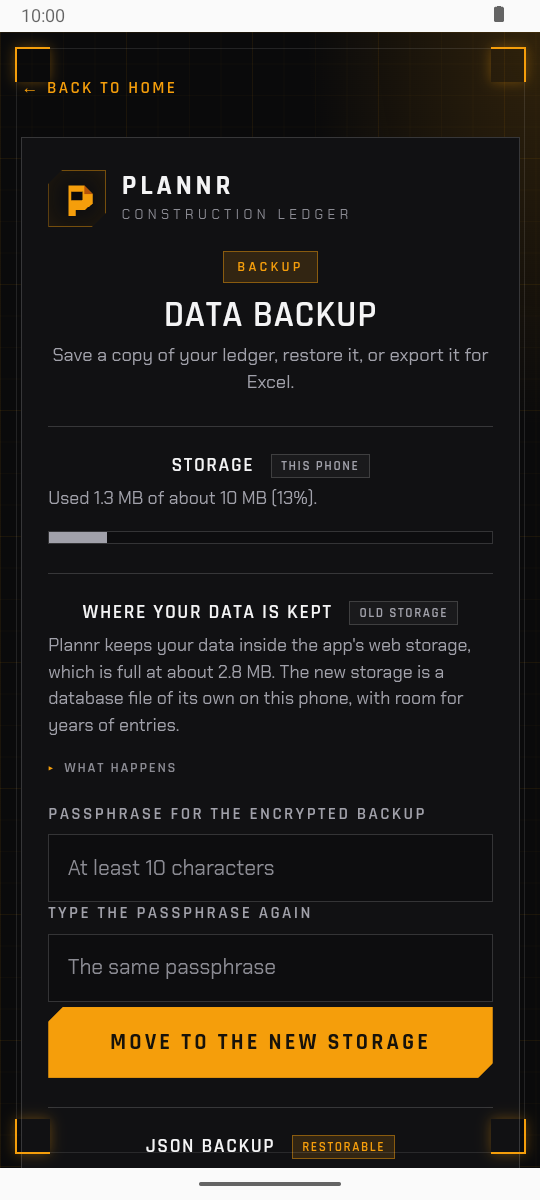 10:00
← BACK TO HOME
PLANNR
CONSTRUCTION LEDGER
BACKUP
DATA BACKUP
Save a copy of your ledger, restore it, or export it for
Excel.
STORAGE THIS PHONE
Used 1.3 MB of about 10 MB (13%).
WHERE YOUR DATA IS KEPT OLD STORAGE
Plannr keeps your data inside the app's web storage,
which is full at about 2.8 MB. The new storage is a
database file of its own on this phone, with room for
years of entries.
▸ WHAT HAPPENS
PASSPHRASE FOR THE ENCRYPTED BACKUP
At least 10 characters
TYPE THE PASSPHRASE AGAIN
The same passphrase
MOVE TO THE NEW STORAGE
JSON BACKUP RESTORABLE